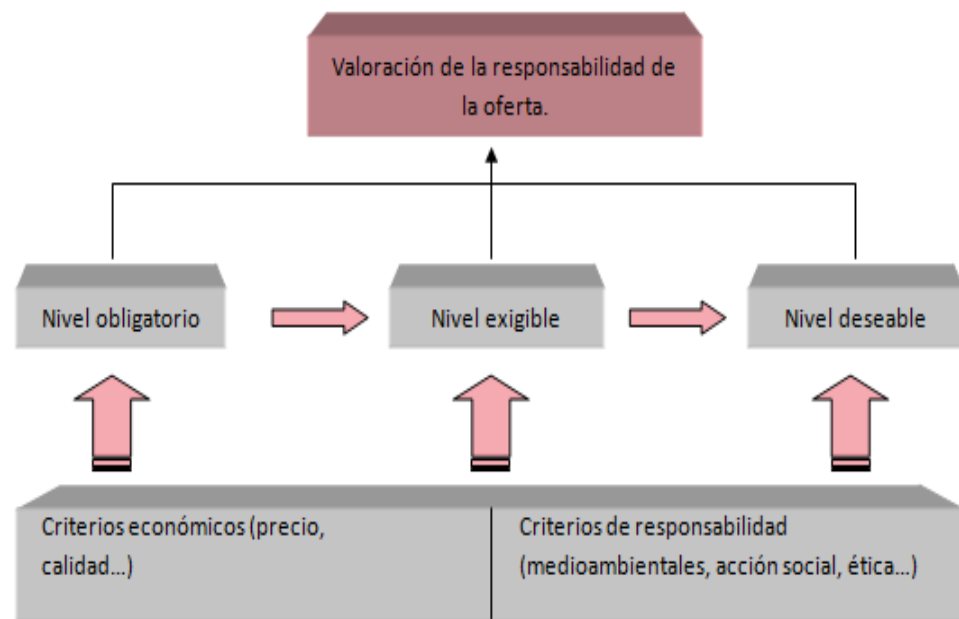 Valoración de la responsabilidad de
la oferta.
Nivel obligatorio
Nivel exigible
Nivel deseable
Criterios económicos (precio,
calidad...)
Criterios de responsabilidad
(medioambientales, acción social, ética...)